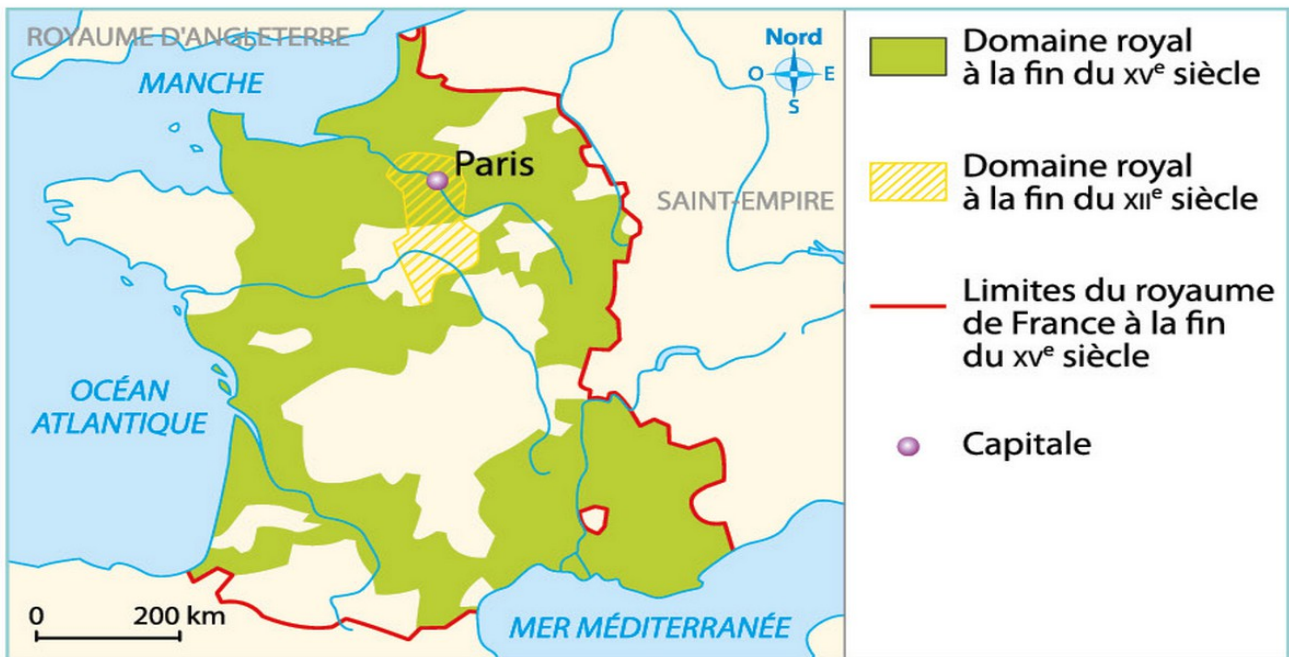 ROYAUME D'ANGLETERRE
MANCHE
Nord
O
E
S
Paris
SAINT-EMPIRE
OCÉAN
ATLANTIQUE
0
200 km
MER MÉDITERRANÉE
Domaine royal
à la fin du XVe siècle
Domaine royal
à la fin du XIIe siècle
Limites du royaume
de France à la fin
du XVe siècle
Capitale